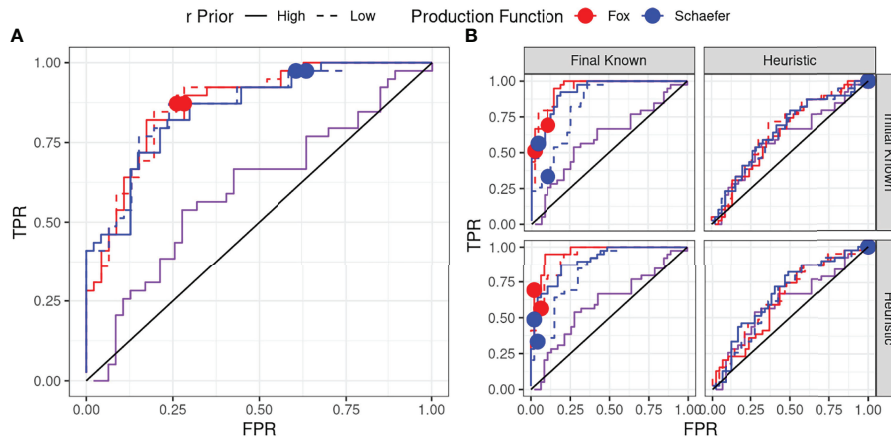 r Prior High Low Production Function Fox Schaefer
A
B
Final Known Heuristic
1.00
0.75
0.50
0.25
0.00
TPR
0.00 0.25 0.50 0.75 1.00
FPR
1.00
0.75
0.50
0.25
0.00
Known
1.00
0.75
0.50
0.25
0.00
Heuristic
TPR
0.00 0.25 0.50 0.75 1.00 0.00 0.25 0.50 0.75 1.00
FPR